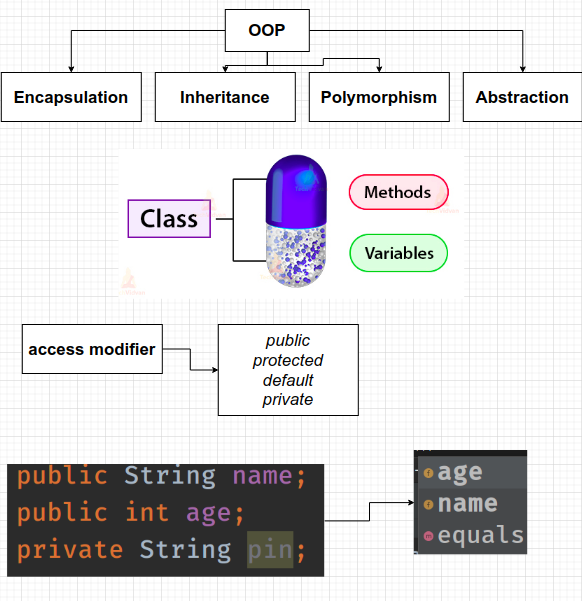 OOP
Encapsulation
Inheritance
Polymorphism
Abstraction
Class
Methods
Variables
access modifier
public
protected
default
private
public String name;
public int age;
private String pin;
age
name
equals